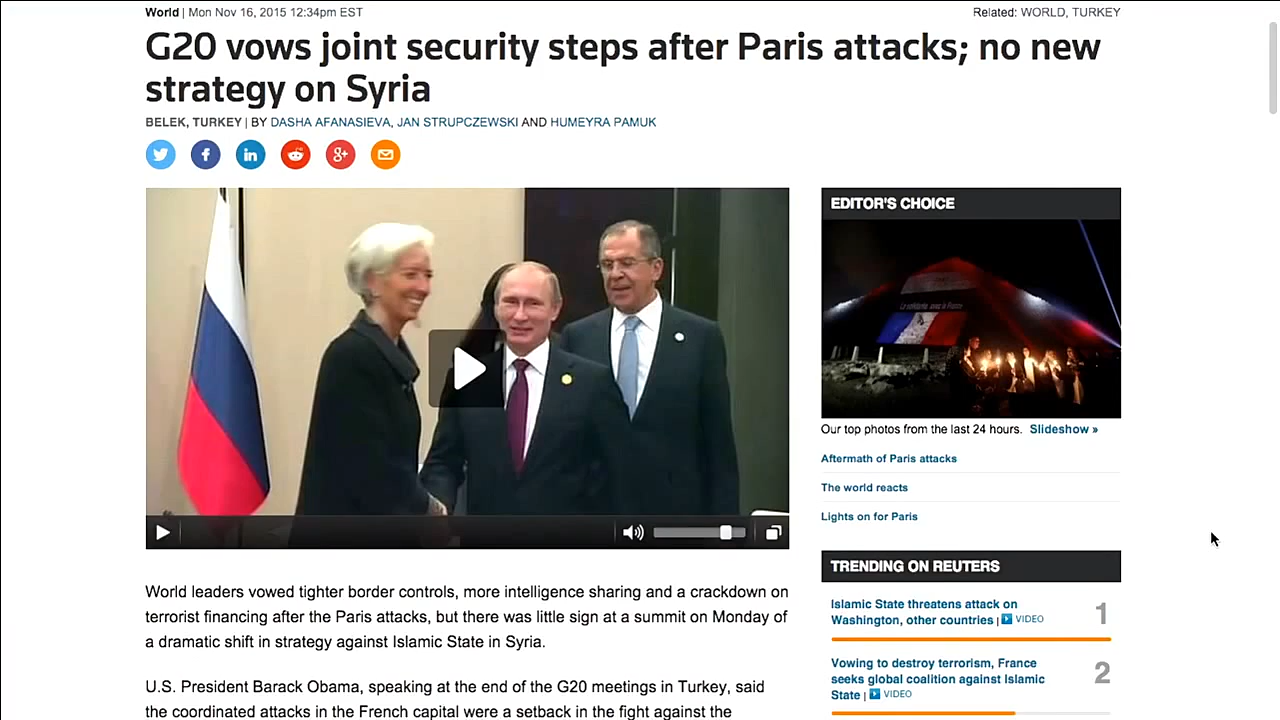 World | Mon Nov 16, 2015 12:34pm EST
Related: WORLD, TURKEY
G20 vows joint security steps after Paris attacks; no new
strategy on Syria
BELEK, TURKEY | BY DASHA AFANASIEVA, JAN STRUPCZEWSKI AND HUMEYRA PAMUK
World leaders vowed tighter border controls, more intelligence sharing and a crackdown on
terrorist financing after the Paris attacks, but there was little sign at a summit on Monday of
a dramatic shift in strategy against Islamic State in Syria.
U.S. President Barack Obama, speaking at the end of the G20 meetings in Turkey, said
the coordinated attacks in the French capital were a setback in the fight against the
EDITOR'S CHOICE
Our top photos from the last 24 hours. Slideshow »
Aftermath of Paris attacks
The world reacts
Lights on for Paris
TRENDING ON REUTERS
Islamic State threatens attack on
Washington, other countries | VIDEO
1
Vowing to destroy terrorism, France
seeks global coalition against Islamic
State | VIDEO
2